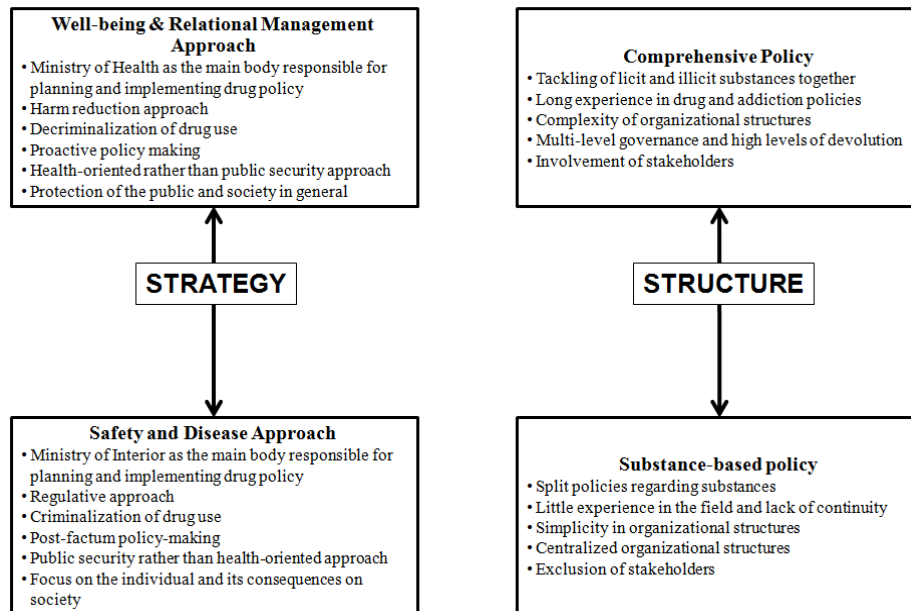 Well-being & Relational Management
Approach
• Ministry of Health as the main body responsible for
planning and implementing drug policy
• Harm reduction approach
• Decriminalization of drug use
• Proactive policy making
• Health-oriented rather than public security approach
• Protection of the public and society in general
Comprehensive Policy
• Tackling of licit and illicit substances together
• Long experience in drug and addiction policies
• Complexity of organizational structures
• Multi-level governance and high levels of devolution
• Involvement of stakeholders
STRATEGY
STRUCTURE
Safety and Disease Approach
• Ministry of Interior as the main body responsible for
planning and implementing drug policy
• Regulative approach
• Criminalization of drug use
• Post-factum policy-making
• Public security rather than health-oriented approach
• Focus on the individual and its consequences on
society
Substance-based policy
• Split policies regarding substances
• Little experience in the field and lack of continuity
• Simplicity in organizational structures
• Centralized organizational structures
• Exclusion of stakeholders